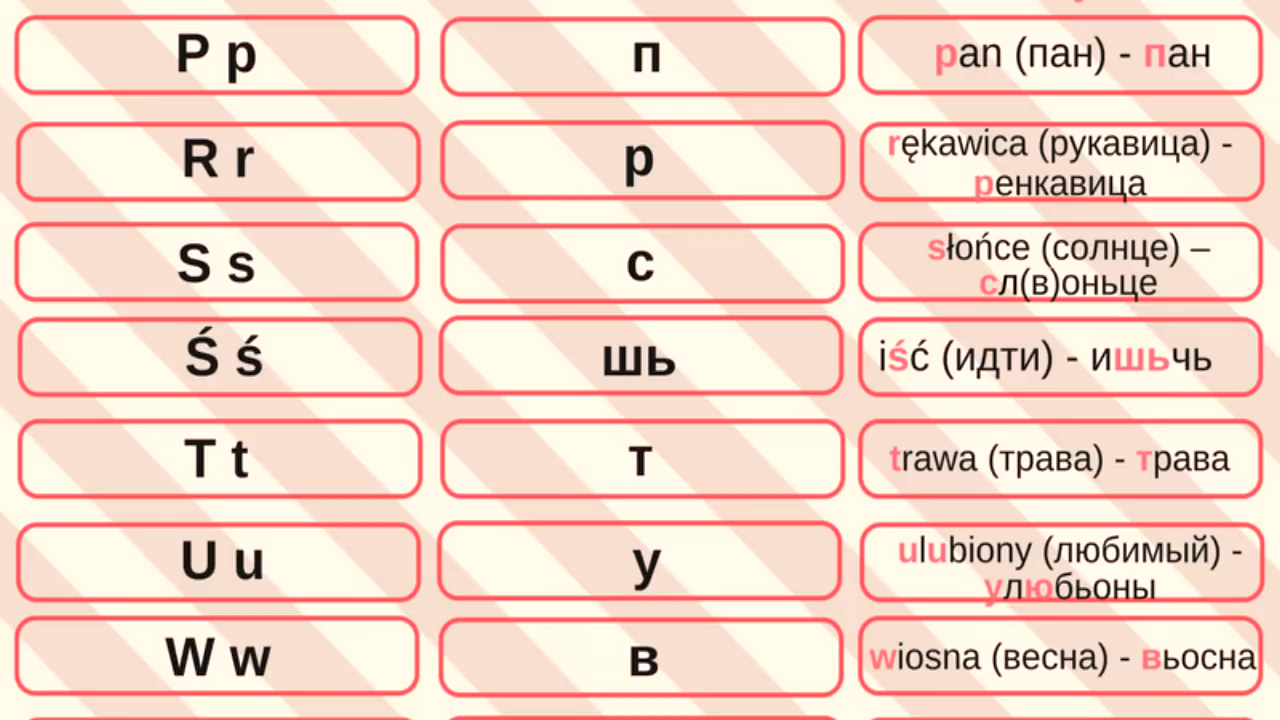 P p
п
pan (пан) - пан
R r
р
rękawica (рукавица) -
ренкавица
S s
с
słońce (солнце) –
сл(в)оньце
Ś ś
шь
iść (идти) - ишьчь
T t
т
trawa (трава) - трава
U u
у
ulubiony (любимый) -
улюбьоны
W w
в
wiosna (весна) - вьосна